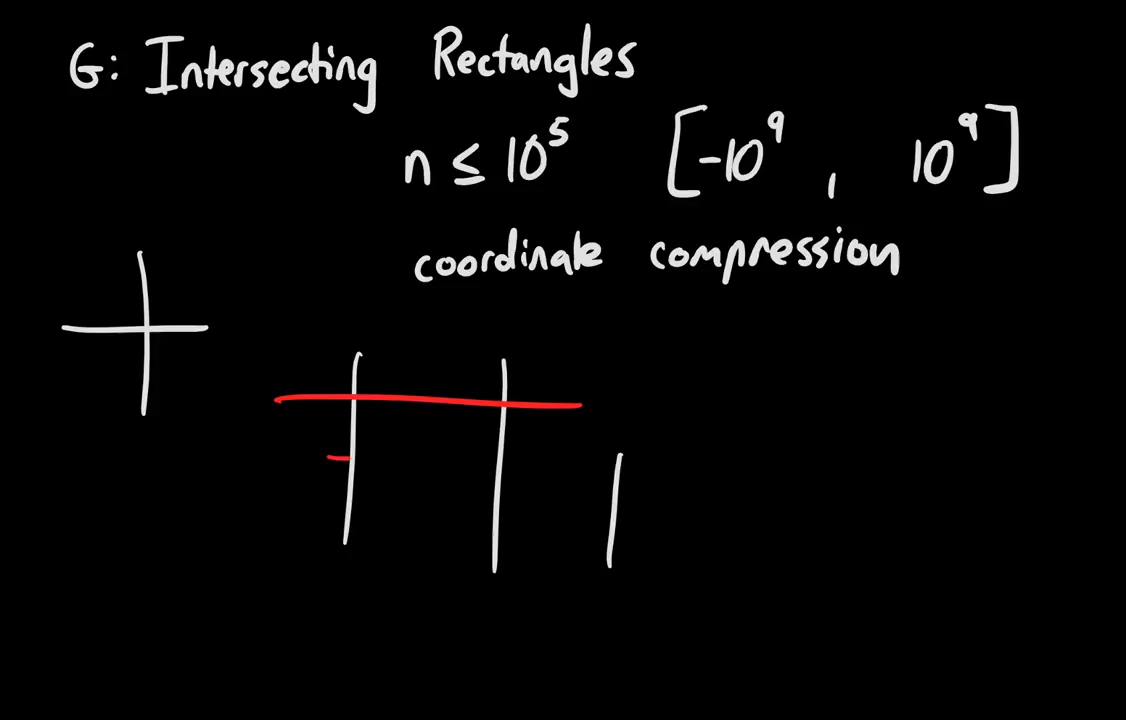 G: Intersecting Rectangles
n ≤ 10⁵ [-10⁹, 10⁹]
coordinate compression